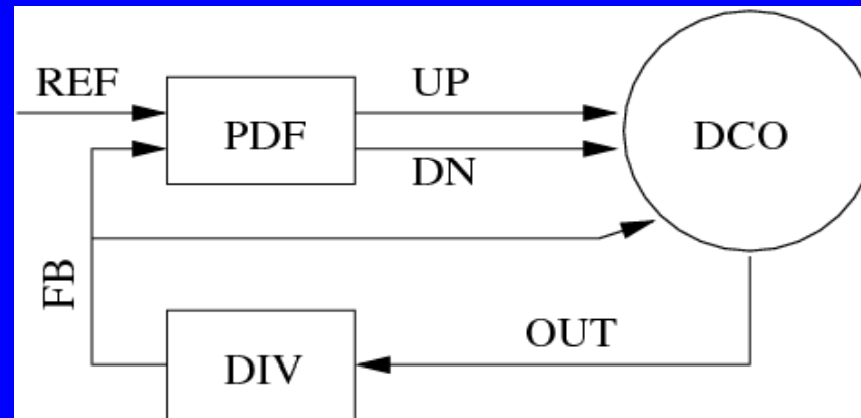 REF
UP
PDF
DCO
DN
FB
OUT
DIV